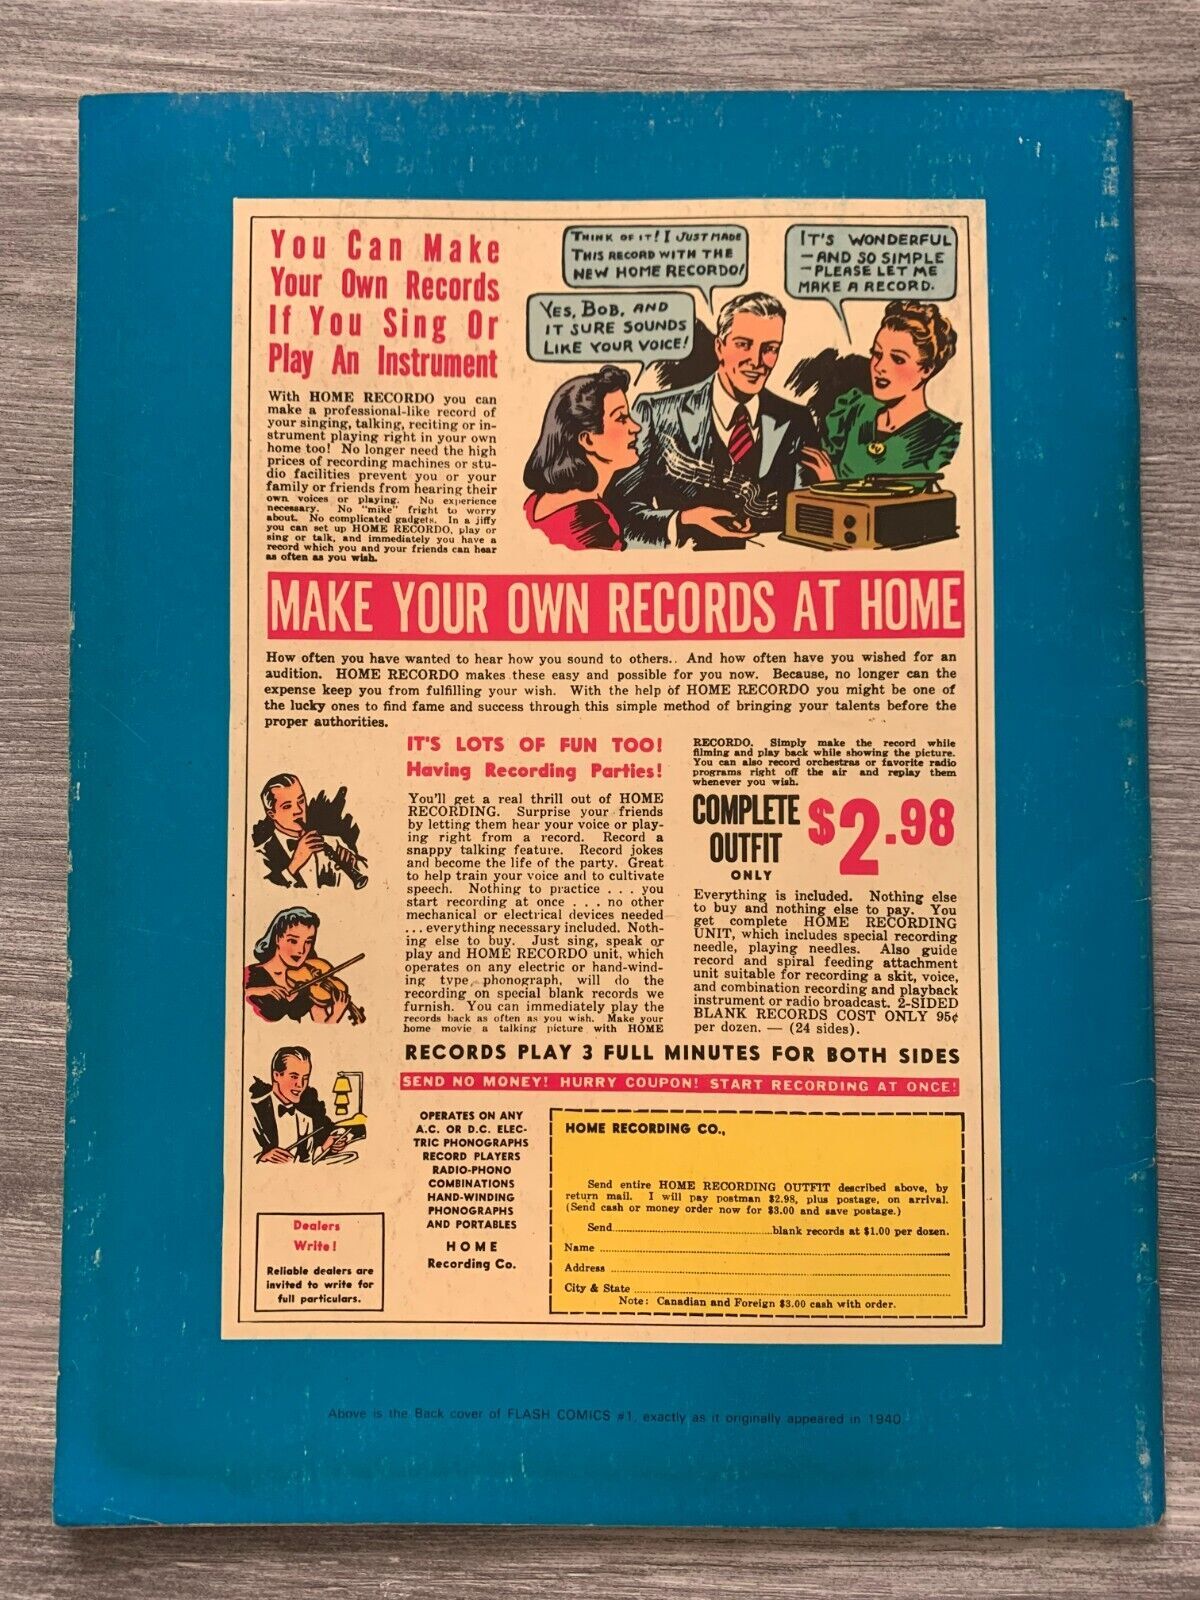 You Can Make
Your Own Records
If You Sing Or
Play An Instrument
THINK OF IT! I JUST MADE
THIS RECORD WITH THE
NEW HOME RECORDO!
IT'S WONDERFUL
—AND SO SIMPLE
—PLEASE LET ME
MAKE A RECORD.
YES, BOB, AND
IT SURE SOUNDS
LIKE YOUR VOICE!
With HOME RECORDO you can
make a professional-like record of
your singing, talking, reciting or in-
strument playing right in your own
home too! No longer need the high
prices of recording machines or stu-
dio facilities prevent you or your
family or friends from hearing their
own voices or playing. No experience
necessary. No "mike" fright to worry
about. No complicated gadgets. In a jiffy
you can set up HOME RECORDO, play or
sing or talk, and immediately you have a
record which you and your friends can hear
as often as you wish.
MAKE YOUR OWN RECORDS AT HOME
How often you have wanted to hear how you sound to others.. And how often have you wished for an
audition. HOME RECORDO makes these easy and possible for you now. Because, no longer can the
expense keep you from fulfilling your wish. With the help of HOME RECORDO you might be one of
the lucky ones to find fame and success through this simple method of bringing your talents before the
proper authorities.
IT'S LOTS OF FUN TOO!
Having Recording Parties!
You'll get a real thrill out of HOME
RECORDING. Surprise your friends
by letting them hear your voice or play-
ing right from a record. Record a
snappy talking feature. Record jokes
and become the life of the party. Great
to help train your voice and to cultivate
speech. Nothing to practice . . . you
start recording at once . . . no other
mechanical or electrical devices needed
. . . everything necessary included. Noth-
ing else to buy. Just sing, speak or
play and HOME RECORDO unit, which
operates on any electric or hand-wind-
ing type phonograph, will do the
recording on special blank records we
furnish. You can immediately play the
records back as often as you wish. Make your
home movie a talking picture with HOME
RECORDO. Simply make the record while
filming and play back while showing the picture.
You can also record orchestras or favorite radio
programs right off the air and replay them
whenever you wish.
COMPLETE
OUTFIT
ONLY
$2.98
Everything is included. Nothing else
to buy and nothing else to pay. You
get complete HOME RECORDING
UNIT, which includes special recording
needle, playing needles. Also guide
record and spiral feeding attachment
unit suitable for recording a skit, voice,
and combination recording and playback
instrument or radio broadcast. 2-SIDED
BLANK RECORDS COST ONLY 95¢
per dozen. — (24 sides).
RECORDS PLAY 3 FULL MINUTES FOR BOTH SIDES
SEND NO MONEY! HURRY COUPON! START RECORDING AT ONCE!
Dealers
Write!
Reliable dealers are
invited to write for
full particulars.
OPERATES ON ANY
A.C. OR D.C. ELEC-
TRIC PHONOGRAPHS
RECORD PLAYERS
RADIO-PHONO
COMBINATIONS
HAND-WINDING
PHONOGRAPHS
AND PORTABLES
HOME
Recording Co.
HOME RECORDING CO.,
Send entire HOME RECORDING OUTFIT described above, by
return mail. I will pay postman $2.98, plus postage, on arrival.
(Send cash or money order now for $3.00 and save postage.)
Send..............................blank records at $1.00 per dozen.
Name
Address
City & State
Note: Canadian and Foreign $3.00 cash with order.
Above is the Back cover of FLASH COMICS #1, exactly as it originally appeared in 1940